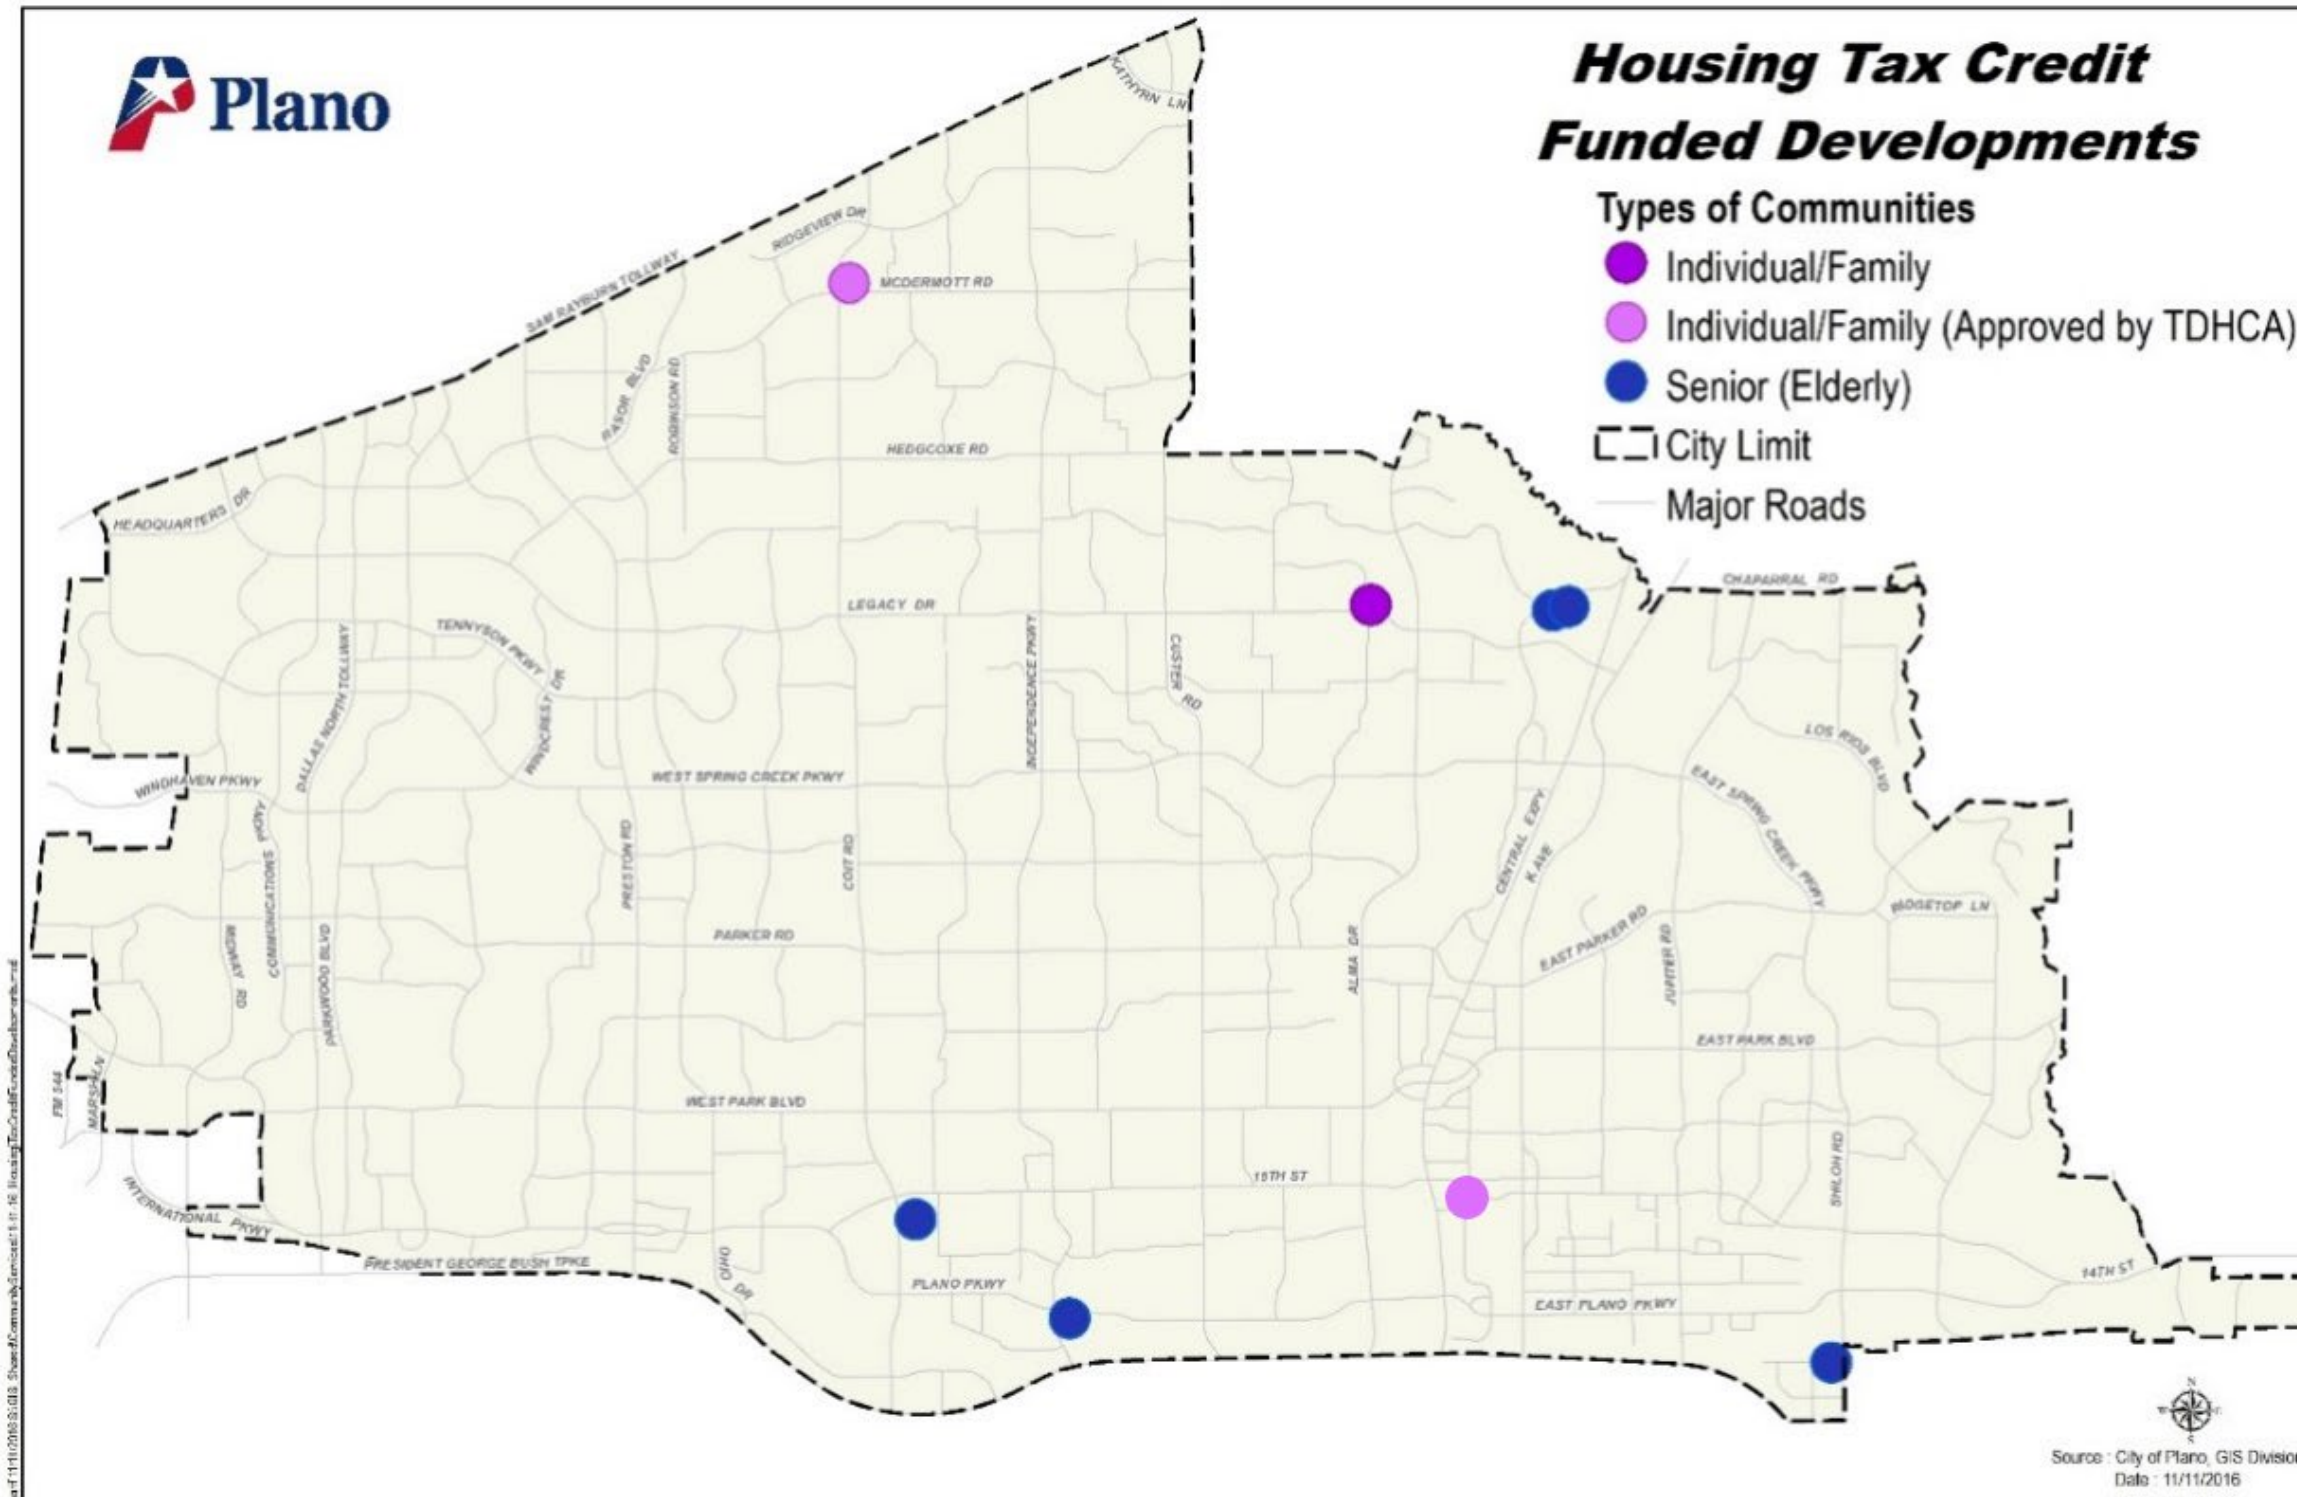 Plano
Housing Tax Credit
Funded Developments
Types of Communities
Individual/Family
Individual/Family (Approved by TDHCA)
Senior (Elderly)
City Limit
Major Roads
KATHYRN LN
RIDGEVIEW DR
SAM RAYBURN TOLLWAY
MCDERMOTT RD
RASOR BLVD
ROBINSON RD
HEDGCOXE RD
HEADQUARTERS DR
CHAPARRAL RD
LEGACY DR
TENNYSON PKWY
WINDCREST DR
DALLAS NORTH TOLLWAY
INDEPENDENCE PKWY
CUSTER RD
LOS RIOS BLVD
WINDHAVEN PKWY
WEST SPRING CREEK PKWY
EAST SPRING CREEK PKWY
COMMUNICATIONS PKWY
PRESTON RD
COIT RD
CENTRAL EXPY
K AVE
RIDGETOP LN
MIDWAY RD
PARKWOOD BLVD
PARKER RD
ALMA DR
EAST PARKER RD
JUPITER RD
EAST PARK BLVD
FM 544
MARSH LN
WEST PARK BLVD
15TH ST
SHILOH RD
INTERNATIONAL PKWY
PRESIDENT GEORGE BUSH TPKE
OHIO DR
PLANO PKWY
EAST PLANO PKWY
14TH ST
N
Source : City of Plano, GIS Division
Date : 11/11/2016